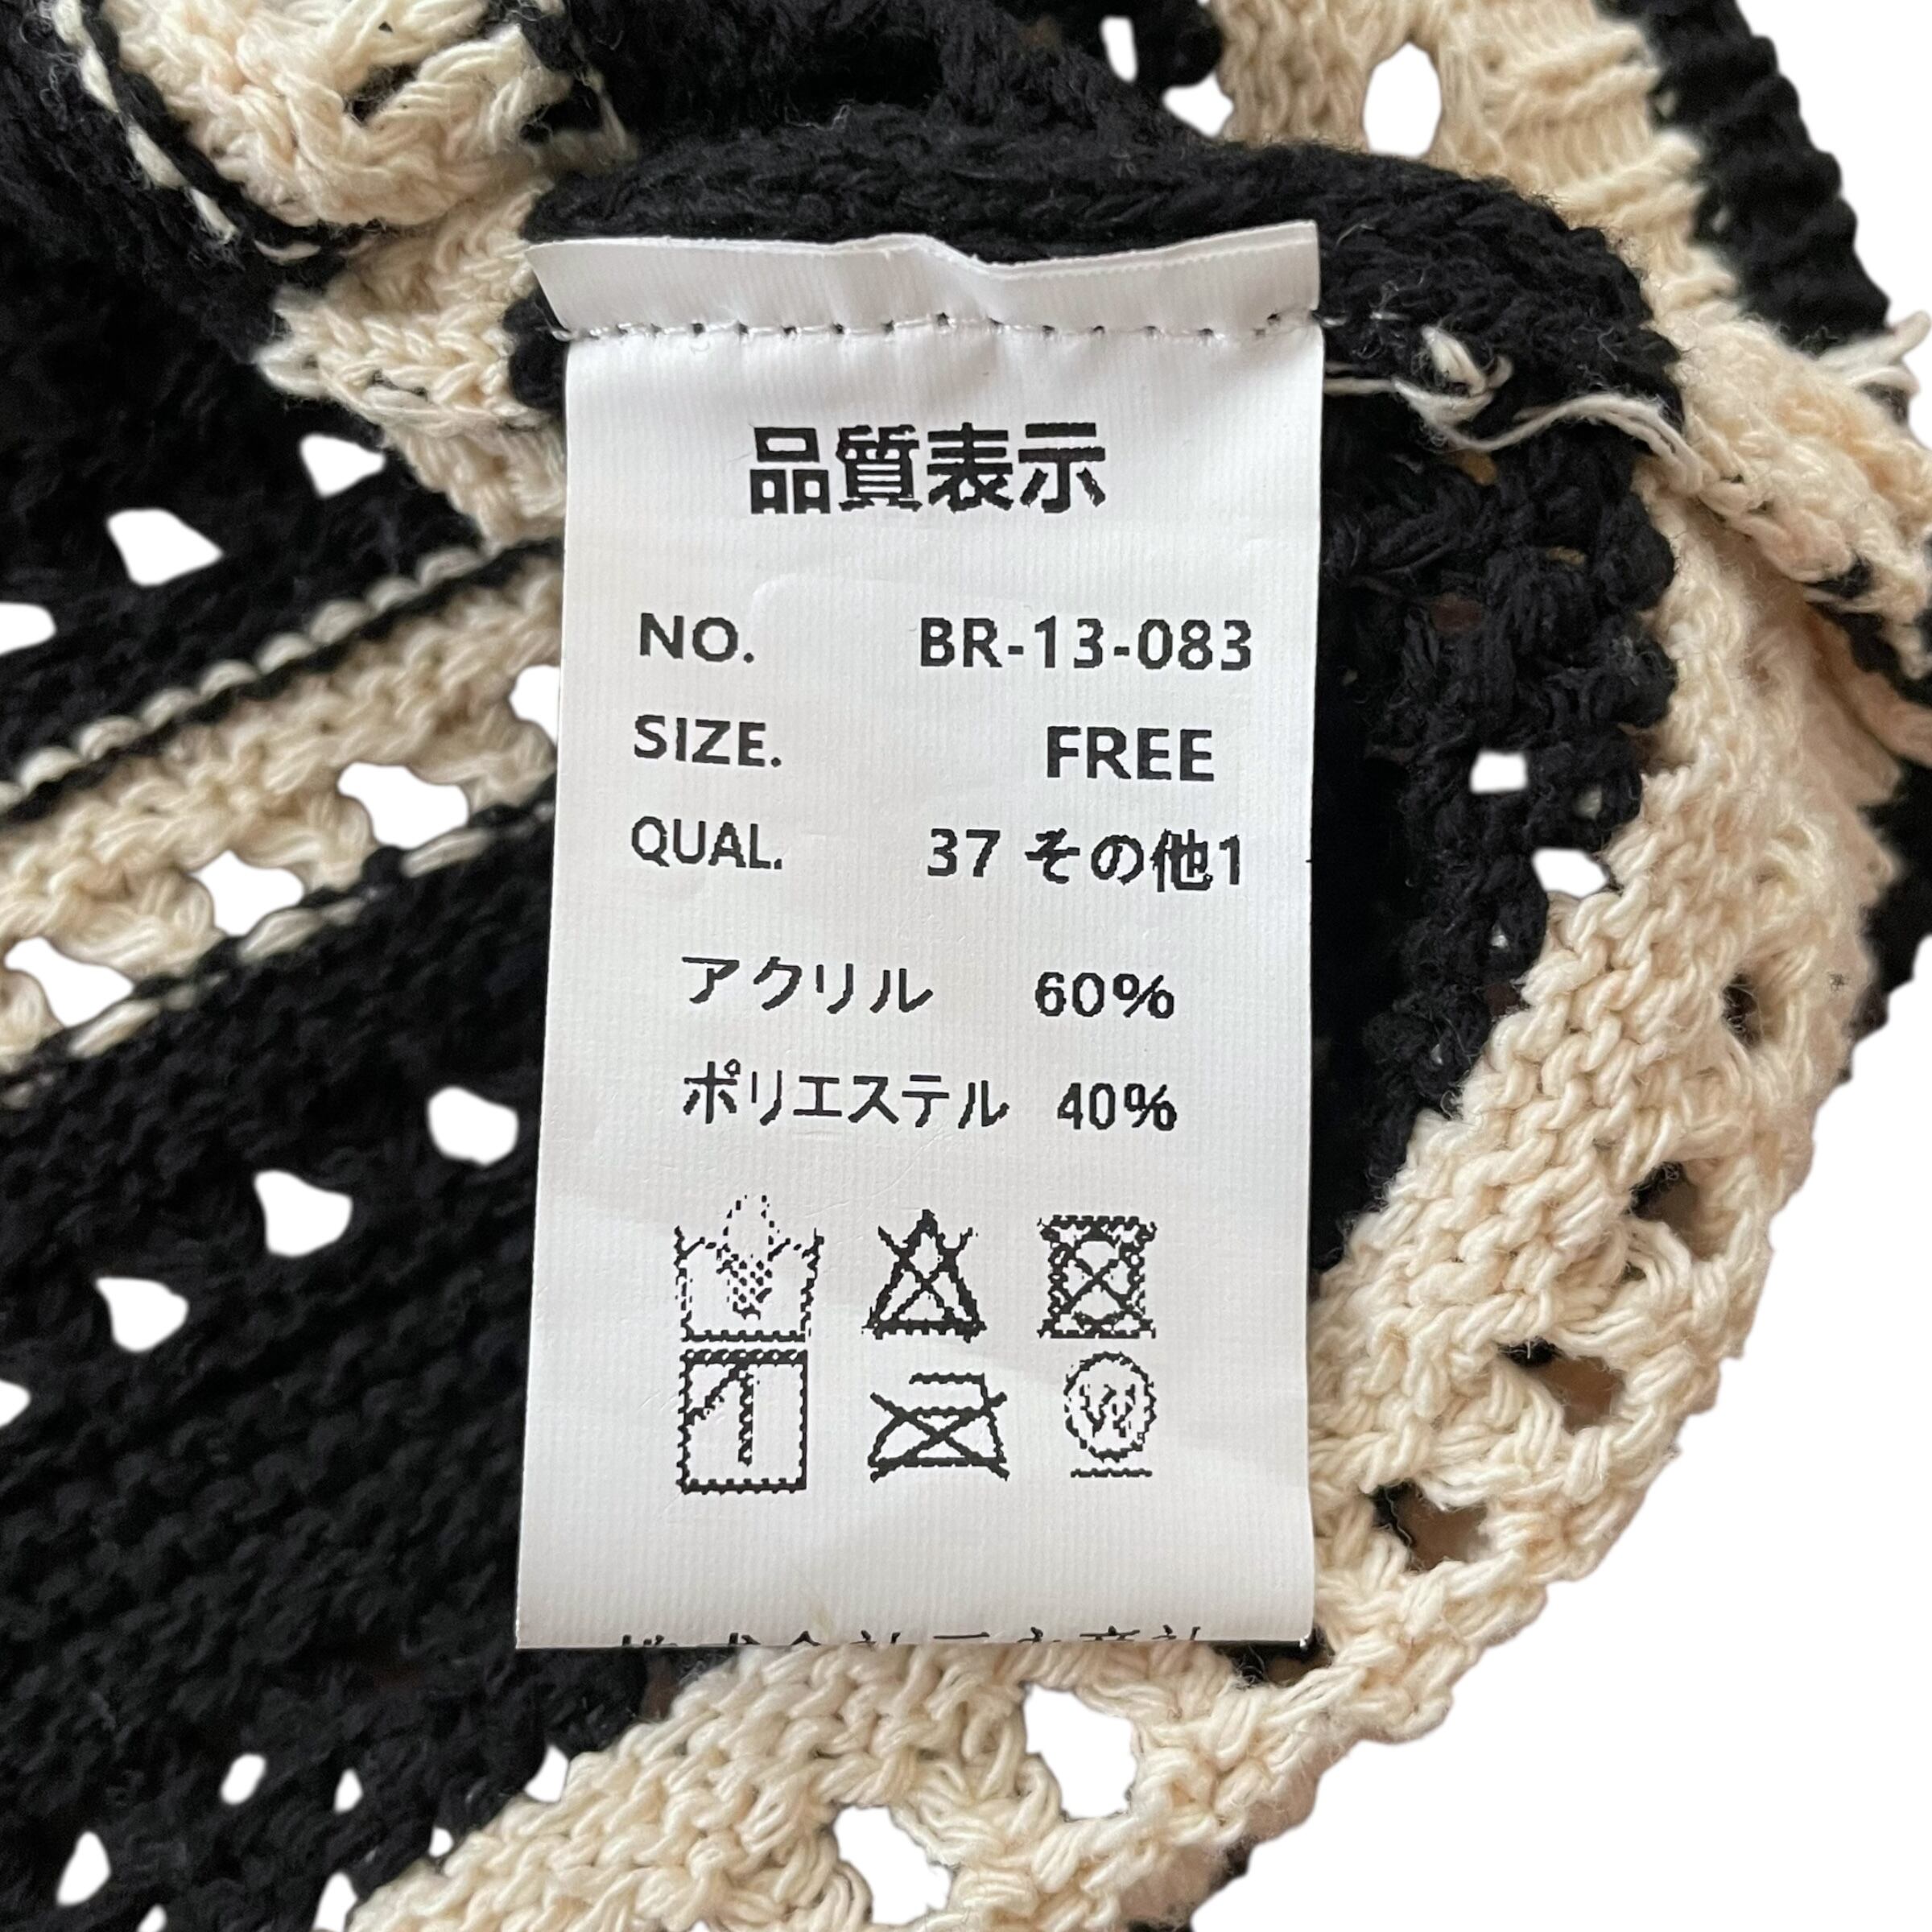 品質表示
NO. BR-13-083
SIZE. FREE
QUAL. 37 その他1
アクリル 60%
ポリエステル 40%
W